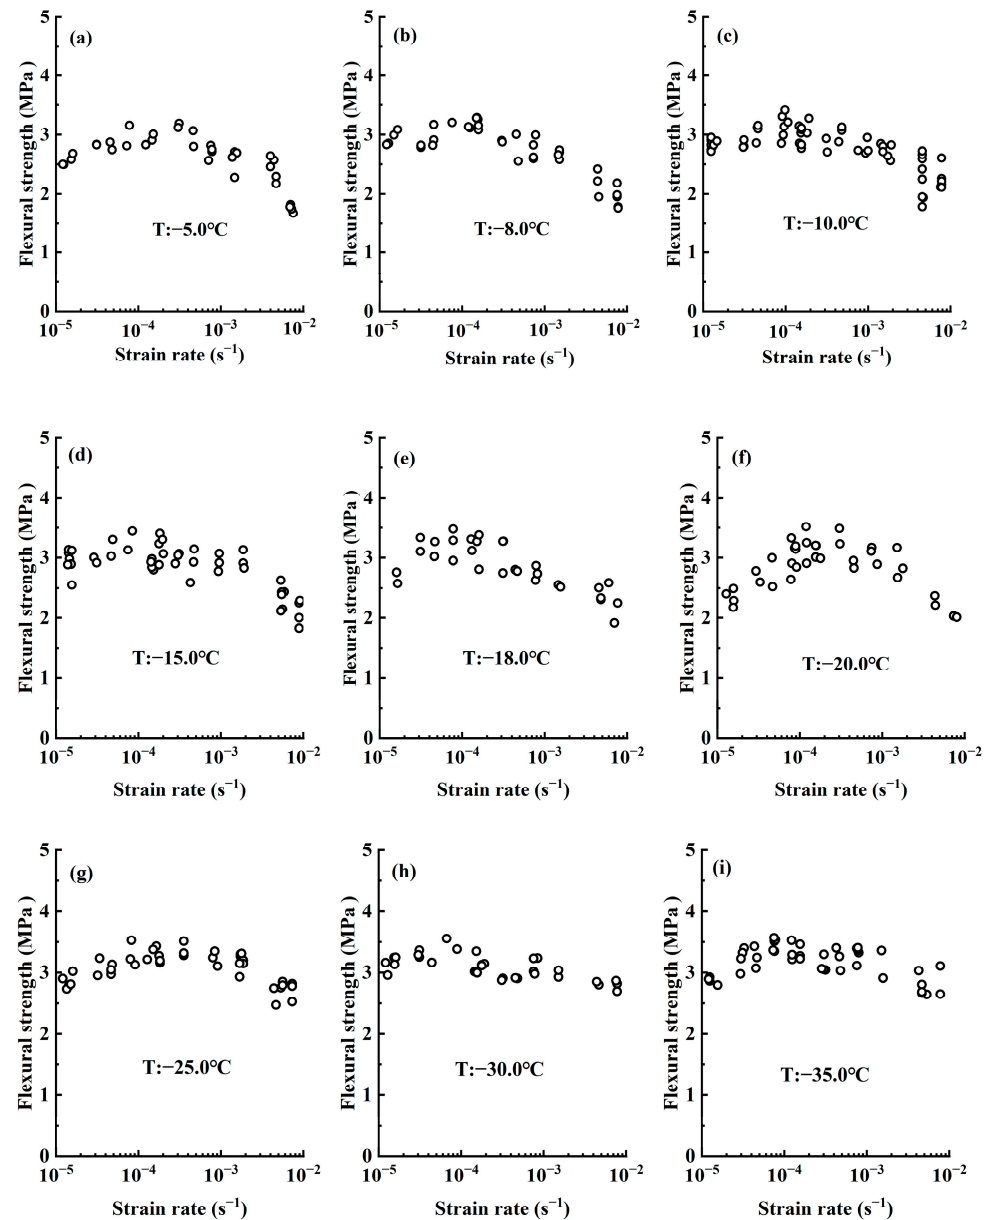 (a)
Flexural strength (MPa)
5
4
3
2
1
0
T:−5.0°C
10⁻⁵ 10⁻⁴ 10⁻³ 10⁻²
Strain rate (s⁻¹)
(b)
Flexural strength (MPa)
5
4
3
2
1
0
T:−8.0°C
10⁻⁵ 10⁻⁴ 10⁻³ 10⁻²
Strain rate (s⁻¹)
(c)
Flexural strength (MPa)
5
4
3
2
1
0
T:−10.0°C
10⁻⁵ 10⁻⁴ 10⁻³ 10⁻²
Strain rate (s⁻¹)
(d)
Flexural strength (MPa)
5
4
3
2
1
0
T:−15.0°C
10⁻⁵ 10⁻⁴ 10⁻³ 10⁻²
Strain rate (s⁻¹)
(e)
Flexural strength (MPa)
5
4
3
2
1
0
T:−18.0°C
10⁻⁵ 10⁻⁴ 10⁻³ 10⁻²
Strain rate (s⁻¹)
(f)
Flexural strength (MPa)
5
4
3
2
1
0
T:−20.0°C
10⁻⁵ 10⁻⁴ 10⁻³ 10⁻²
Strain rate (s⁻¹)
(g)
Flexural strength (MPa)
5
4
3
2
1
0
T:−25.0°C
10⁻⁵ 10⁻⁴ 10⁻³ 10⁻²
Strain rate (s⁻¹)
(h)
Flexural strength (MPa)
5
4
3
2
1
0
T:−30.0°C
10⁻⁵ 10⁻⁴ 10⁻³ 10⁻²
Strain rate (s⁻¹)
(i)
Flexural strength (MPa)
5
4
3
2
1
0
T:−35.0°C
10⁻⁵ 10⁻⁴ 10⁻³ 10⁻²
Strain rate (s⁻¹)